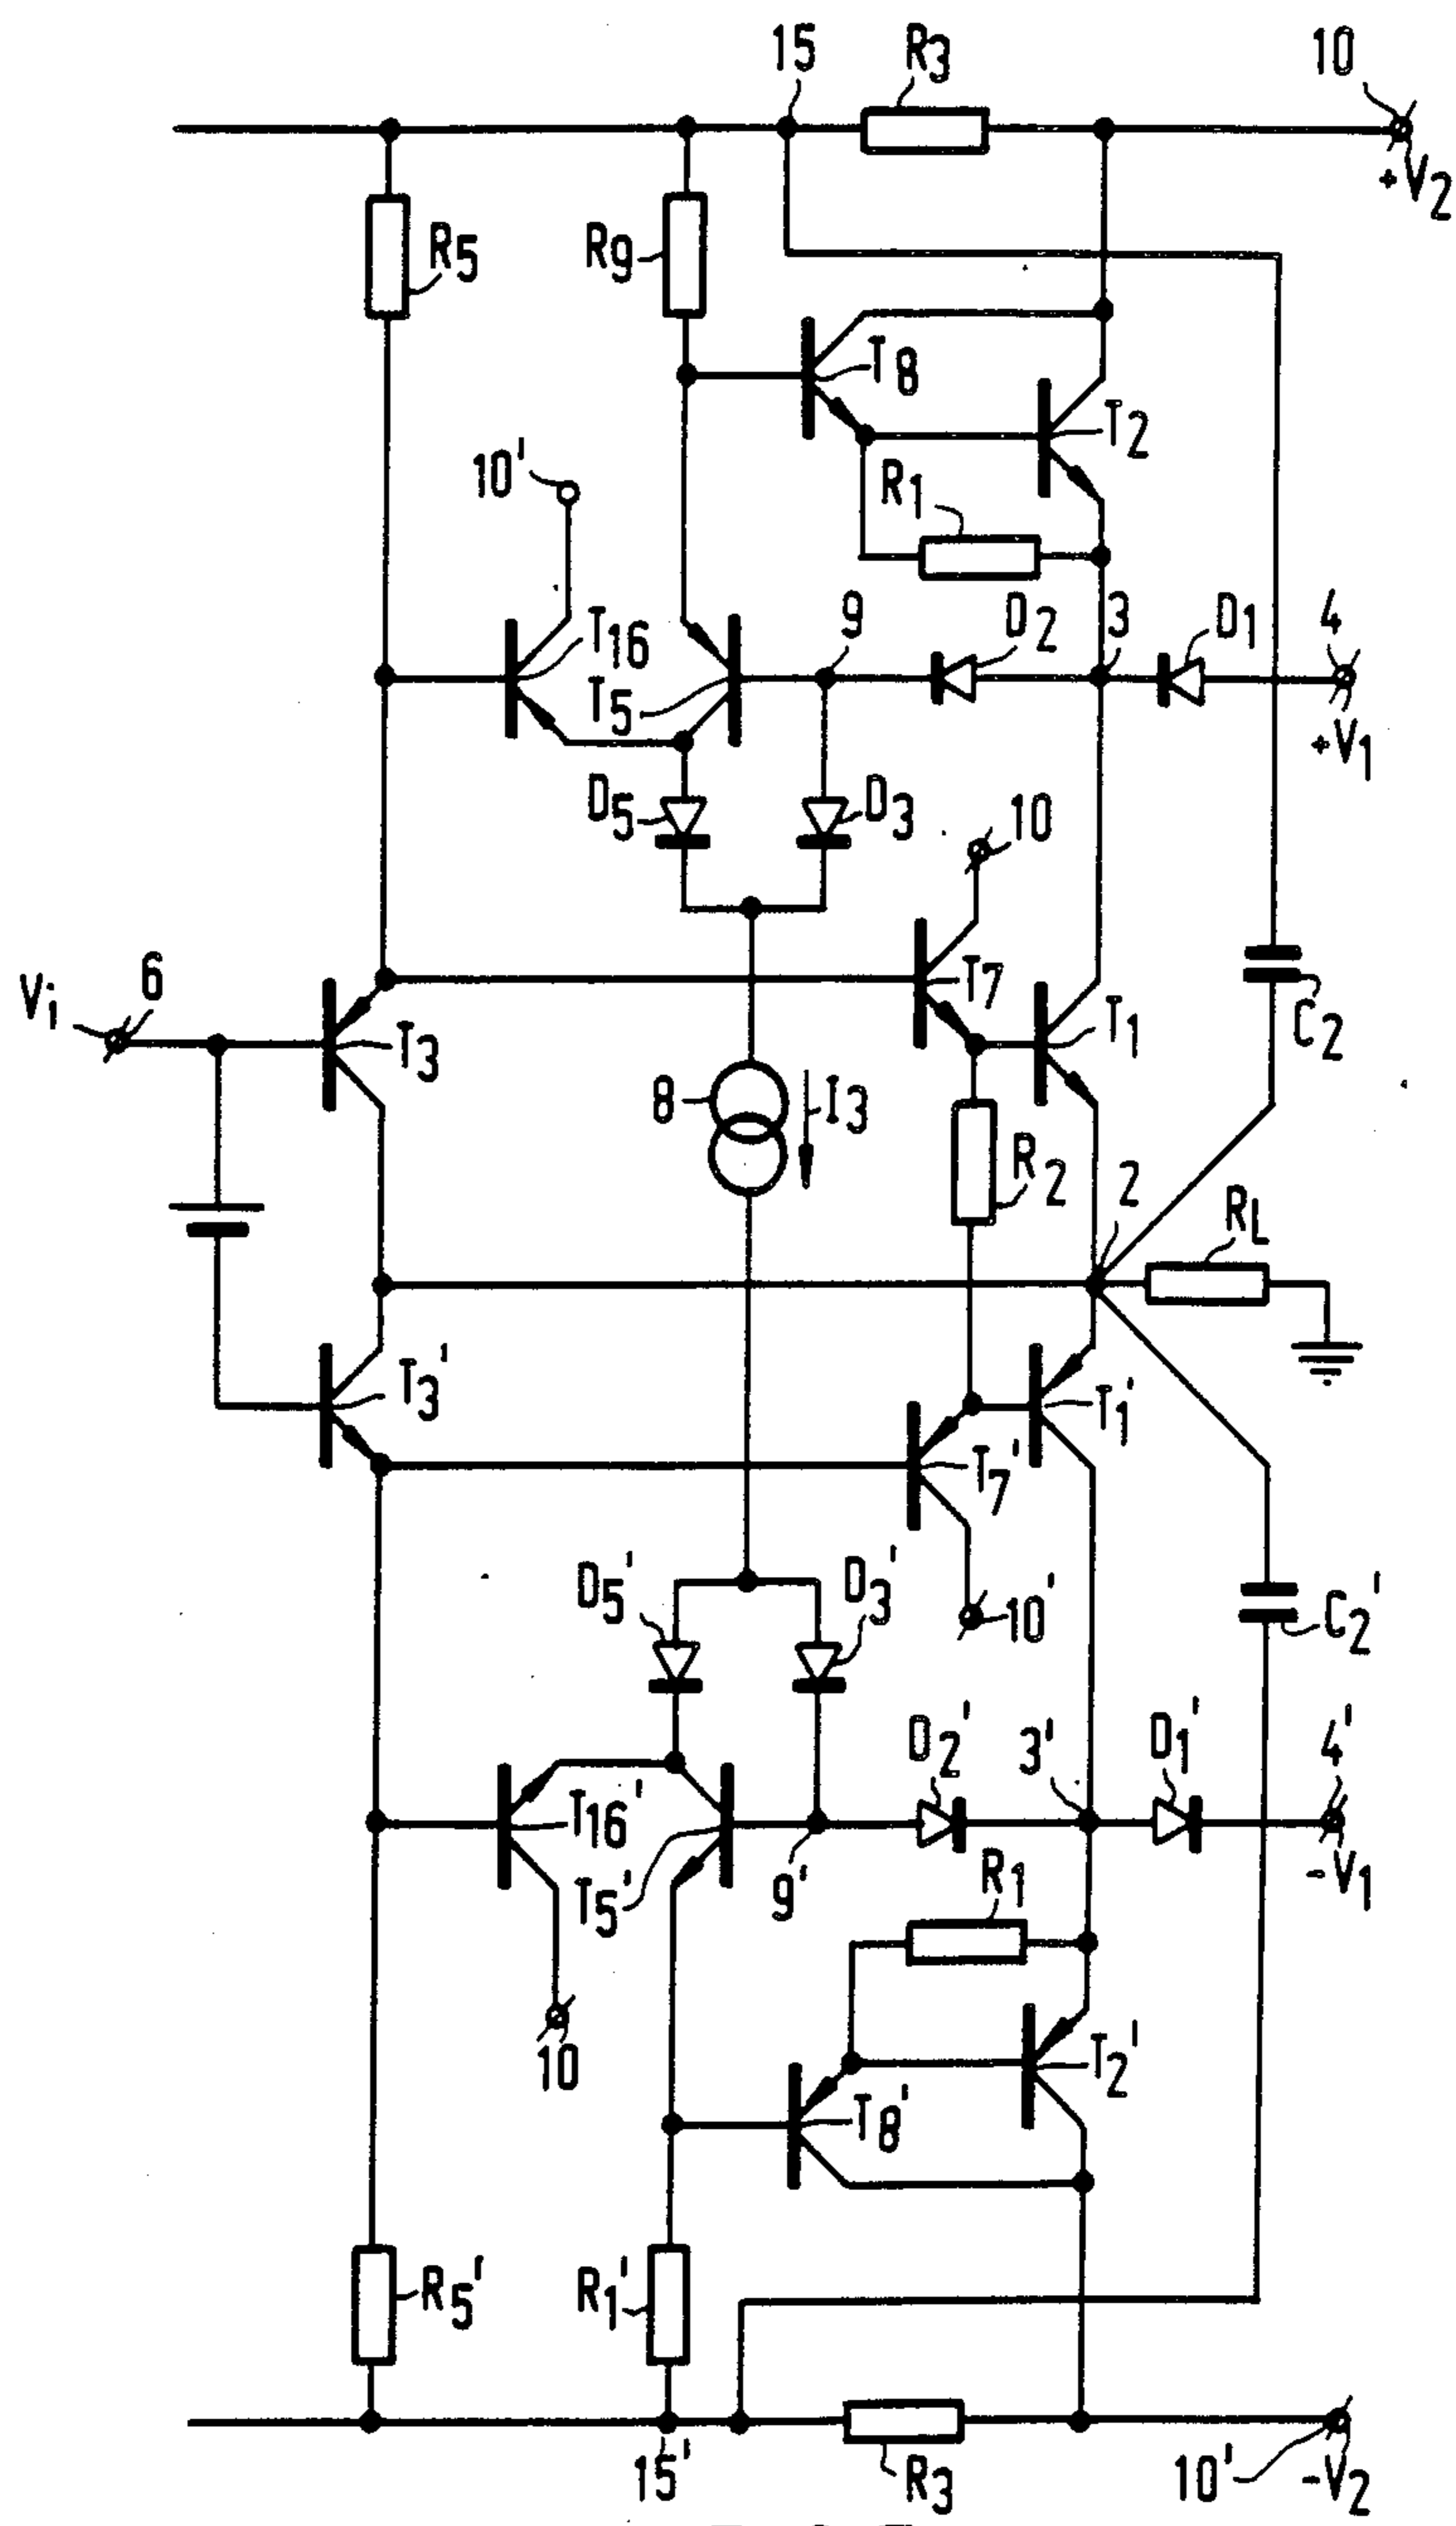 15 R3 10
+V2
R5 R9
T8
T2
10' R1
T16 9 D2 3 D1 4
T5
+V1
D5 D3
10
Vi 6 T7
T3 T1 C2
8 I3
R2 2 RL
T3' T1'
T7'
D5' D3'
10' C2'
D2' 3' D1' 4'
T16'
T5' 9' R1 -V1
10 T2'
T8'
R5' R1'
15' R3 10' -V2